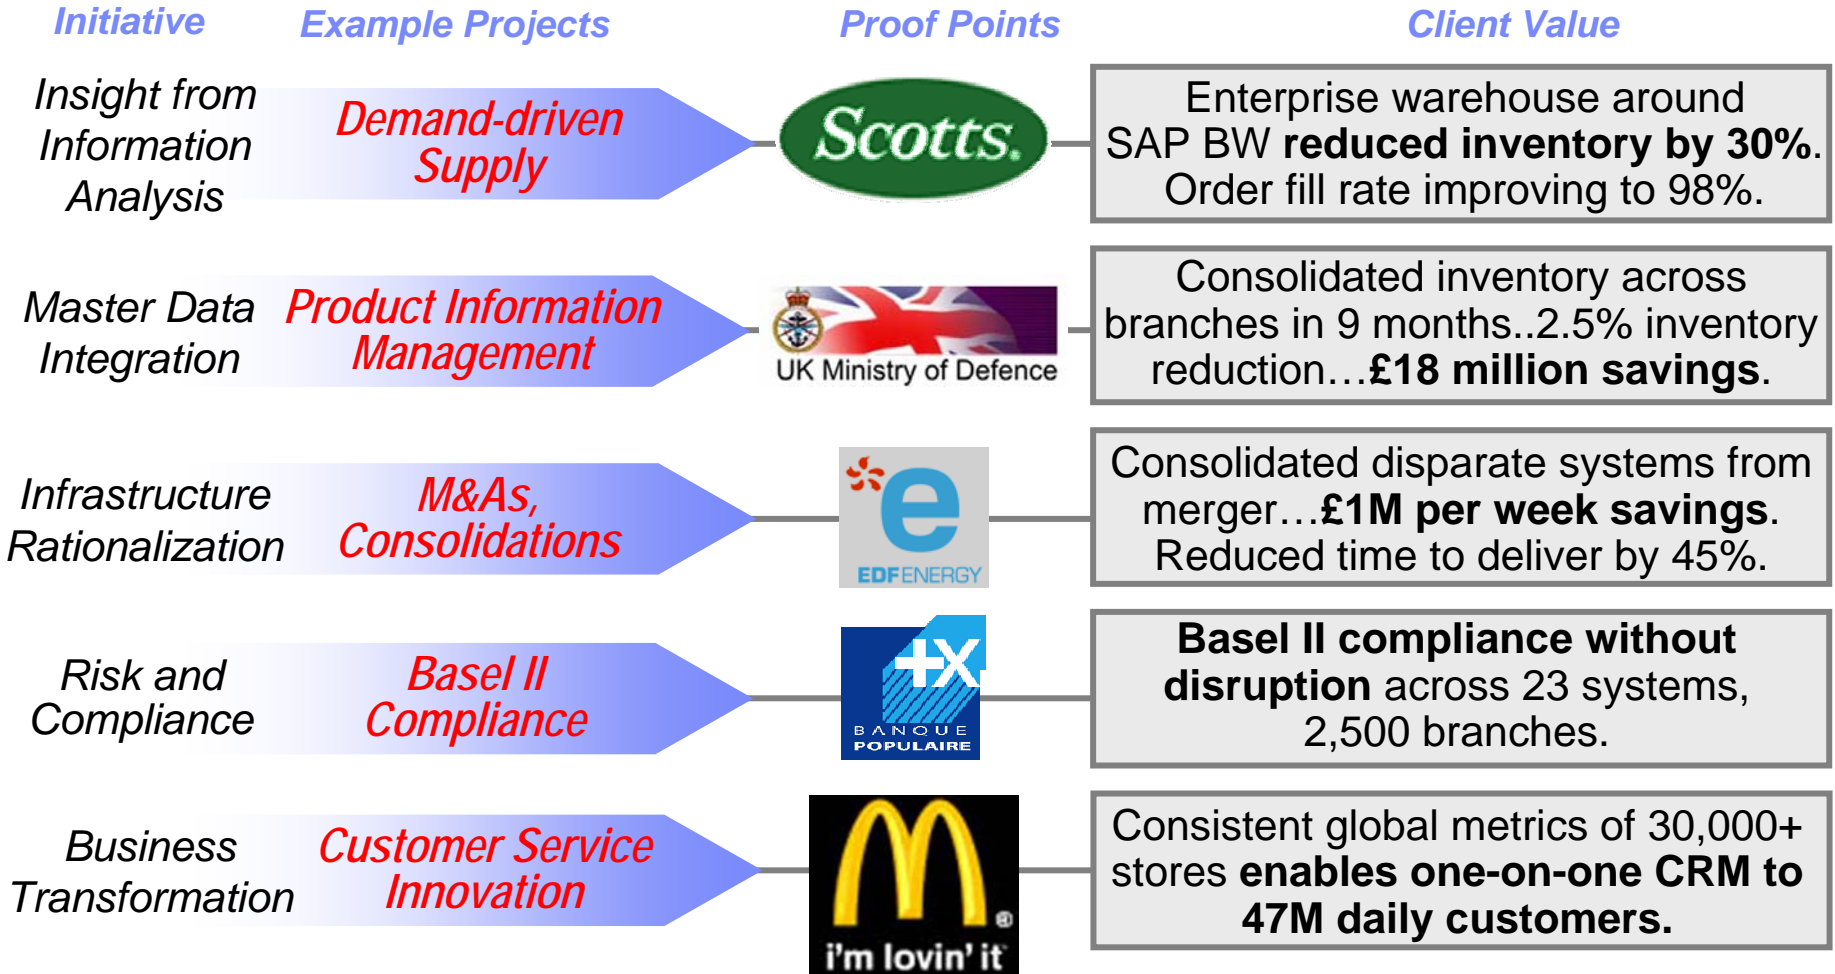 Initiative Example Projects Proof Points Client Value
Insight from
Information
Analysis
Demand-driven
Supply
Scotts.
Enterprise warehouse around
SAP BW reduced inventory by 30%.
Order fill rate improving to 98%.
Master Data
Integration
Product Information
Management
UK Ministry of Defence
Consolidated inventory across
branches in 9 months..2.5% inventory
reduction…£18 million savings.
Infrastructure
Rationalization
M&As,
Consolidations
e
EDF ENERGY
Consolidated disparate systems from
merger…£1M per week savings.
Reduced time to deliver by 45%.
Risk and
Compliance
Basel II
Compliance
+X
BANQUE
POPULAIRE
Basel II compliance without
disruption across 23 systems,
2,500 branches.
Business
Transformation
Customer Service
Innovation
M
®
i'm lovin' it
Consistent global metrics of 30,000+
stores enables one-on-one CRM to
47M daily customers.